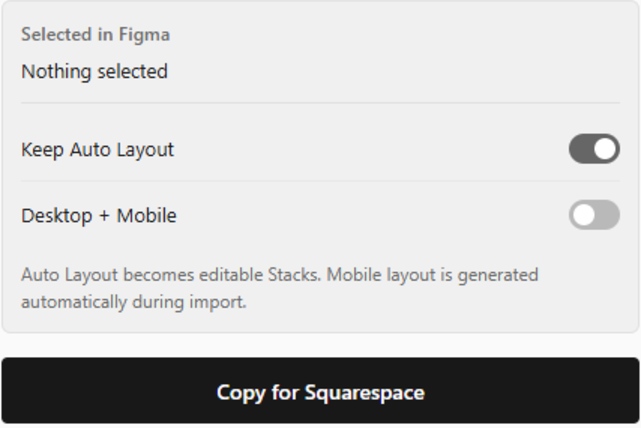 Selected in Figma
Nothing selected
Keep Auto Layout
Desktop + Mobile
Auto Layout becomes editable Stacks. Mobile layout is generated
automatically during import.
Copy for Squarespace